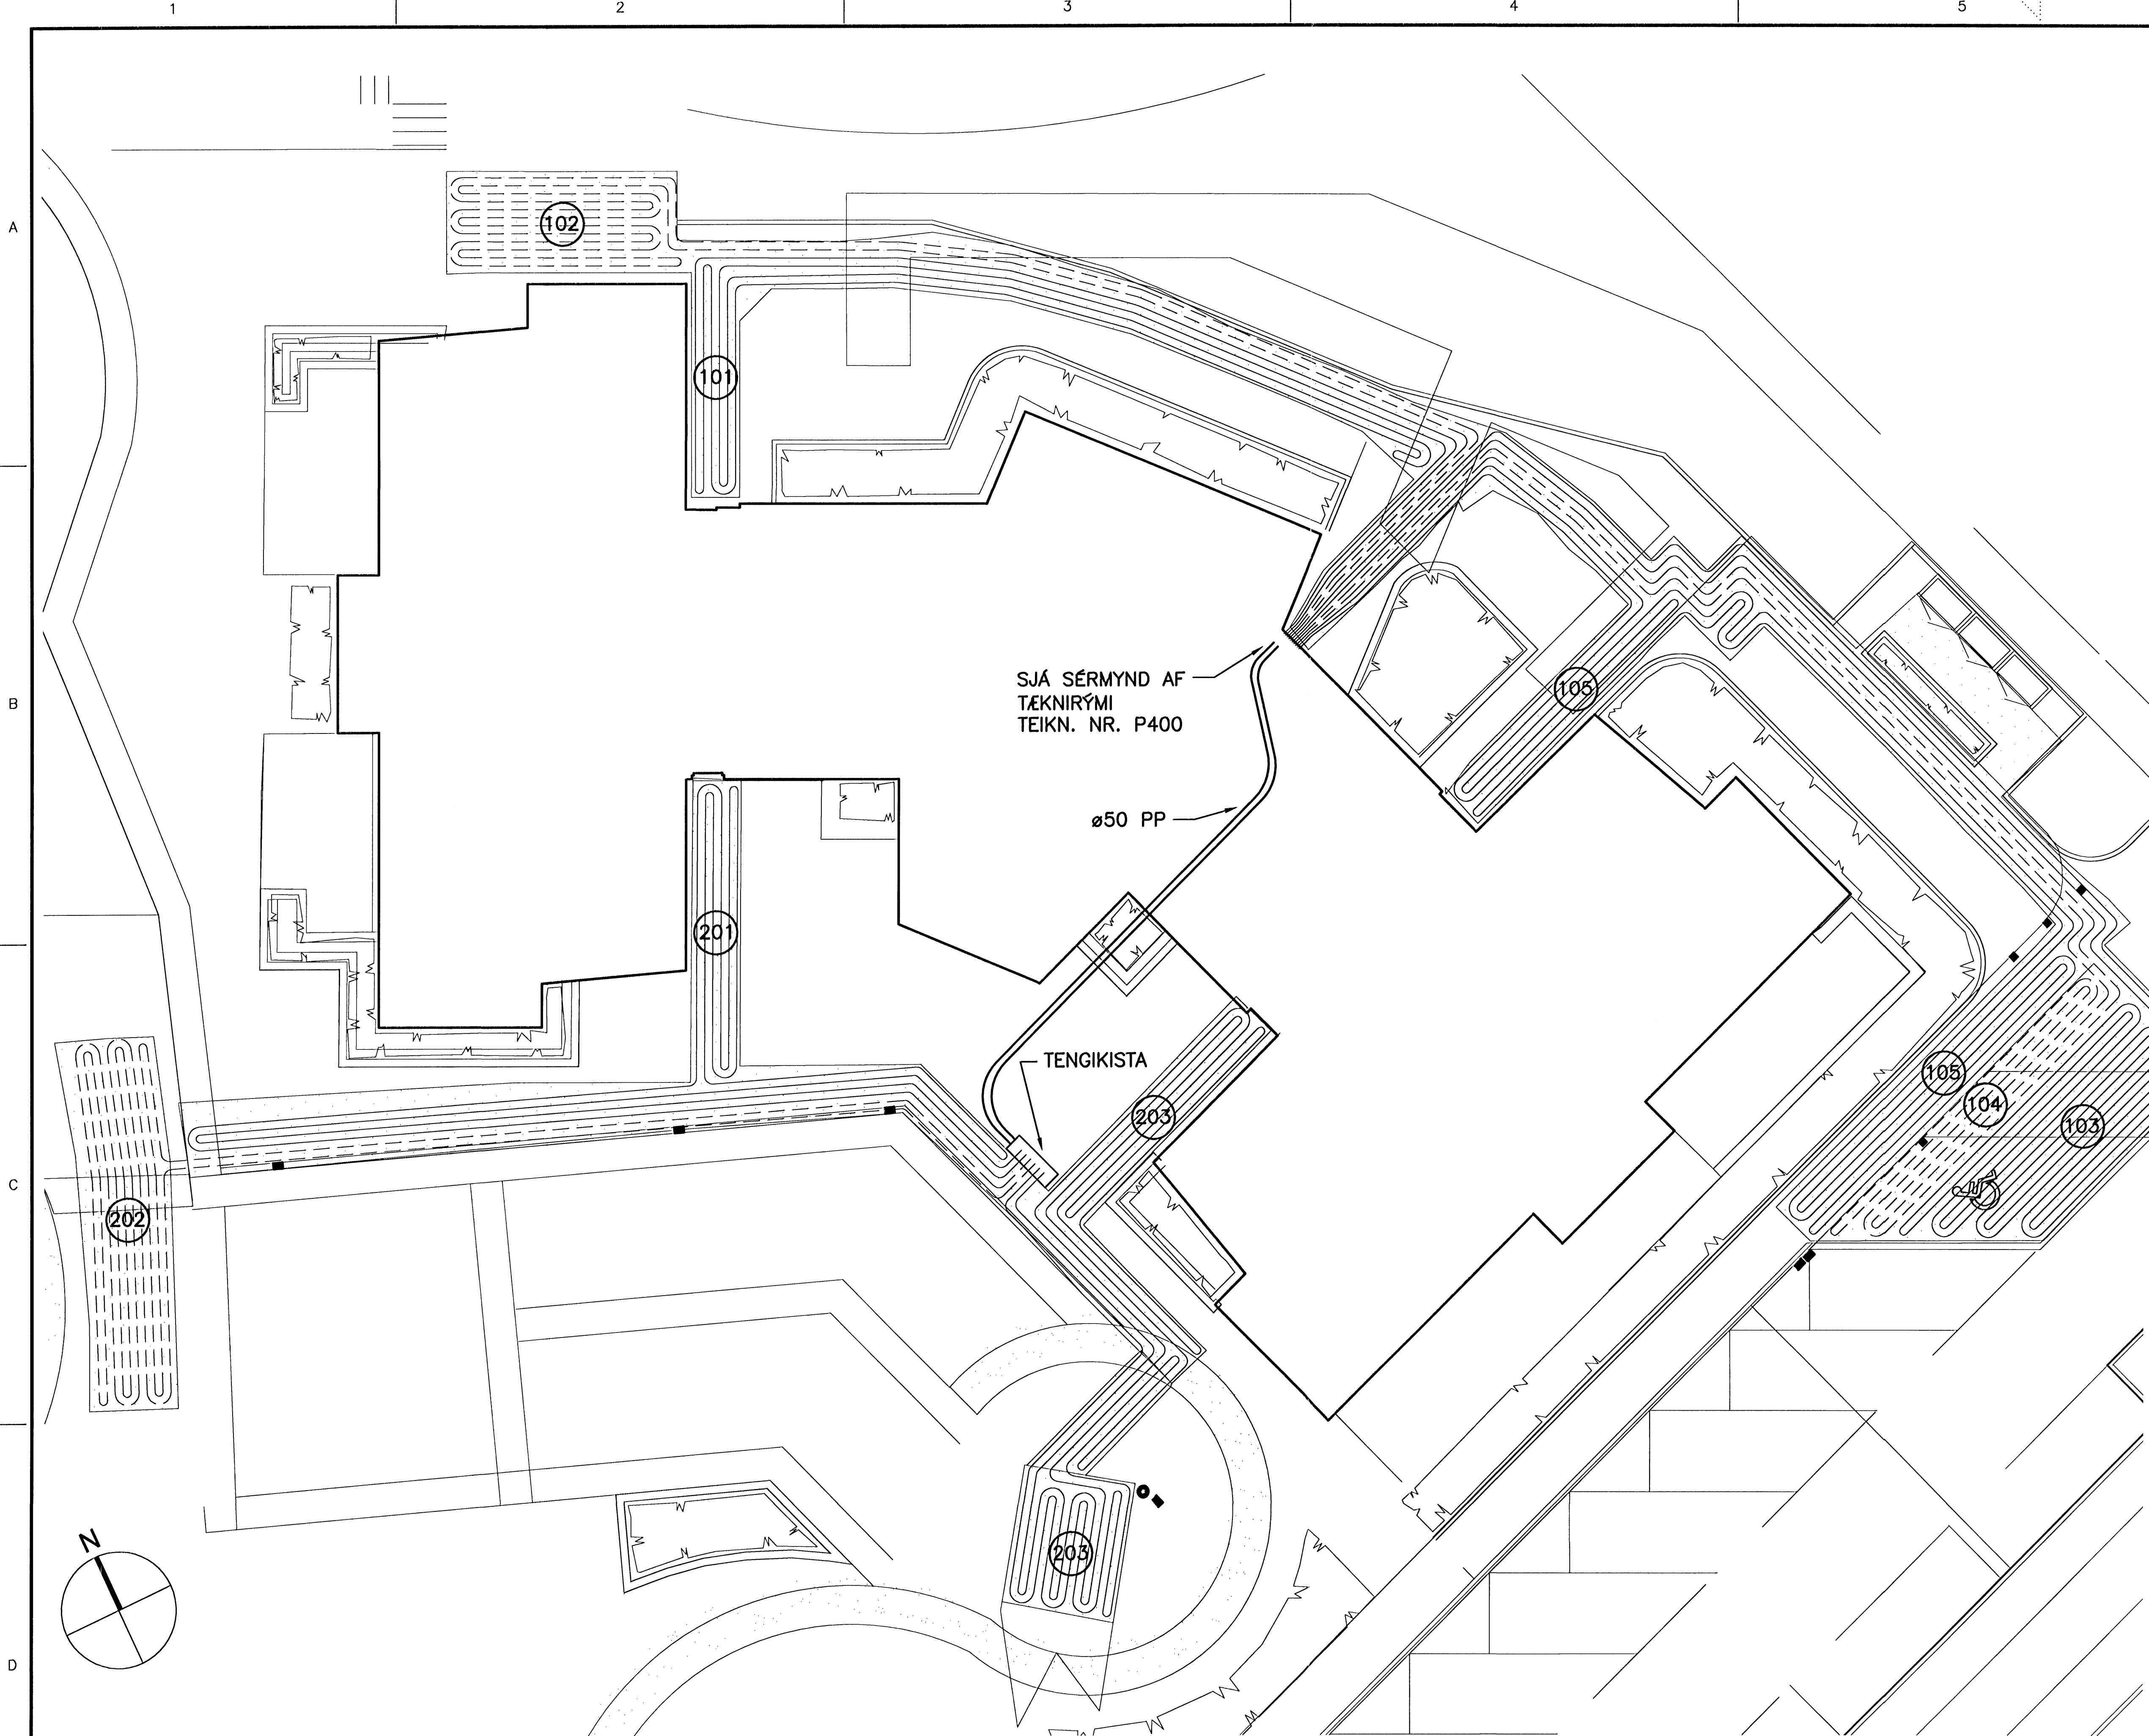 1
2
3
4
5
A
102
101
SJÁ SÉRMYND AF
TÆKNIRÝMI
TEIKN. NR. P400
B
105
ø50 PP
201
TENGIKISTA
105
104
103
203
C
202
203
N
D